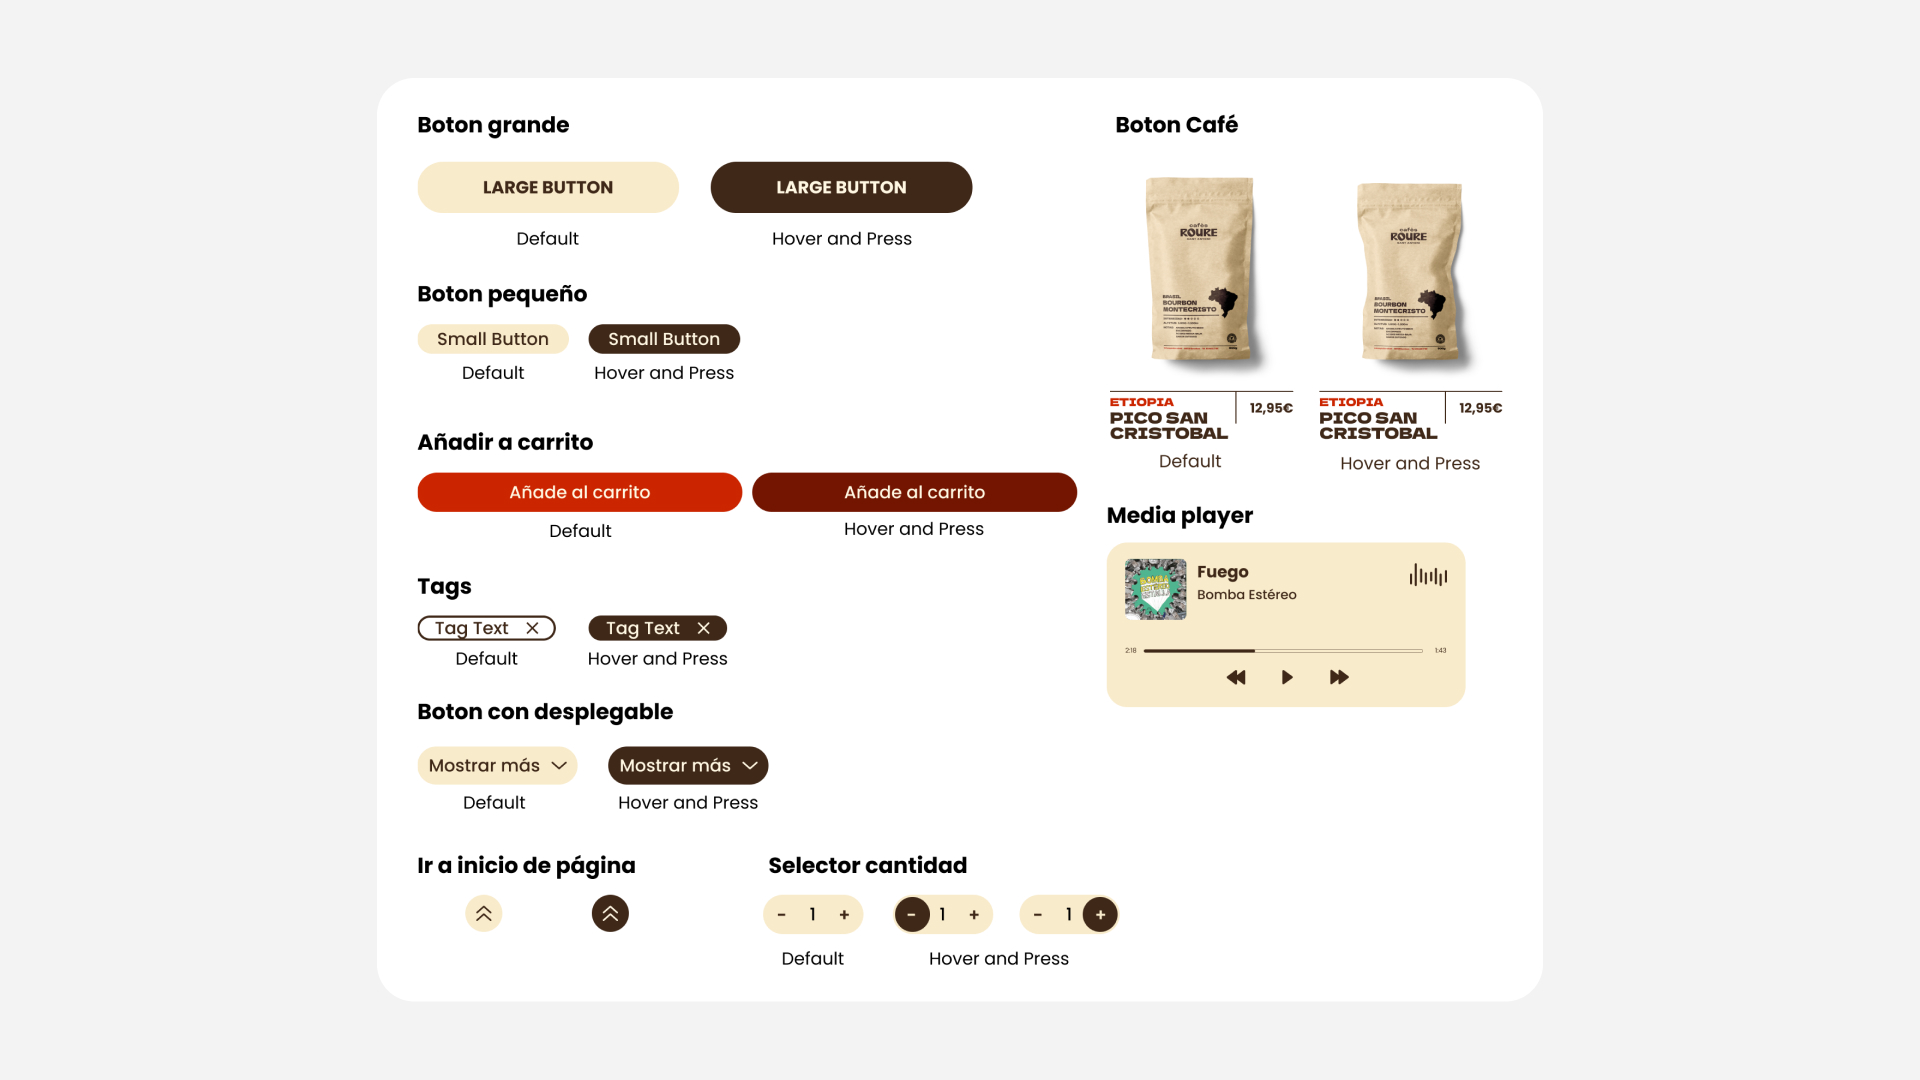 Boton grande
LARGE BUTTON
LARGE BUTTON
Default
Hover and Press
Boton pequeño
Small Button
Small Button
Default
Hover and Press
Añadir a carrito
Añade al carrito
Añade al carrito
Default
Hover and Press
Tags
Tag Text
Tag Text
Default
Hover and Press
Boton con desplegable
Mostrar más
Mostrar más
Default
Hover and Press
Ir a inicio de página
Selector cantidad
- 1 +
- 1 +
- 1 +
Default
Hover and Press
Boton Café
cafés
ROURE
BRASIL
BOURBON
MONTECRISTO
cafés
ROURE
BRASIL
BOURBON
MONTECRISTO
ETIOPIA
PICO SAN
CRISTOBAL
12,95€
ETIOPIA
PICO SAN
CRISTOBAL
12,95€
Default
Hover and Press
Media player
BOMBA
Fuego
Bomba Estéreo
2:18
1:43